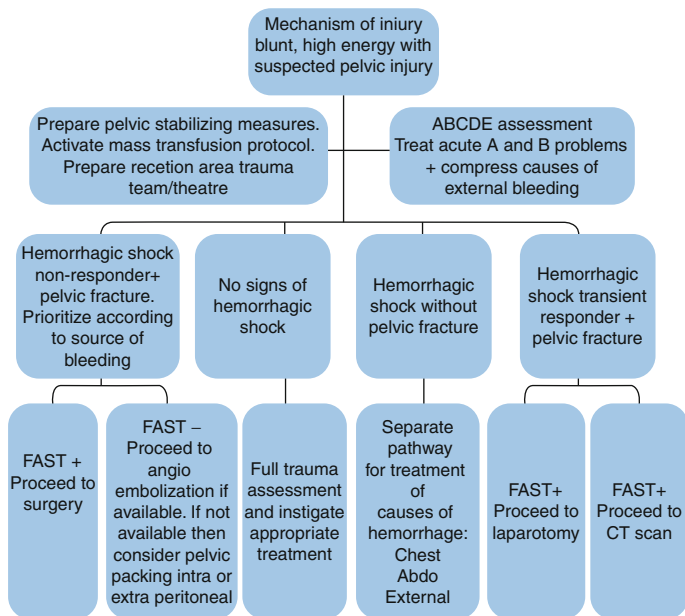 Mechanism of iniury
blunt, high energy with
suspected pelvic injury
Prepare pelvic stabilizing measures.
Activate mass transfusion protocol.
Prepare recetion area trauma
team/theatre
ABCDE assessment
Treat acute A and B problems
+ compress causes of
external bleeding
Hemorrhagic shock
non-responder+
pelvic fracture.
Prioritize according
to source of
bleeding
No signs of
hemorrhagic
shock
Hemorrhagic
shock without
pelvic fracture
Hemorrhagic
shock transient
responder +
pelvic fracture
FAST +
Proceed to
surgery
FAST –
Proceed to
angio
embolization if
available. If not
available then
consider pelvic
packing intra or
extra peritoneal
Full trauma
assessment
and instigate
appropriate
treatment
Separate
pathway
for treatment
of
causes of
hemorrhage:
Chest
Abdo
External
FAST+
Proceed to
laparotomy
FAST+
Proceed to
CT scan